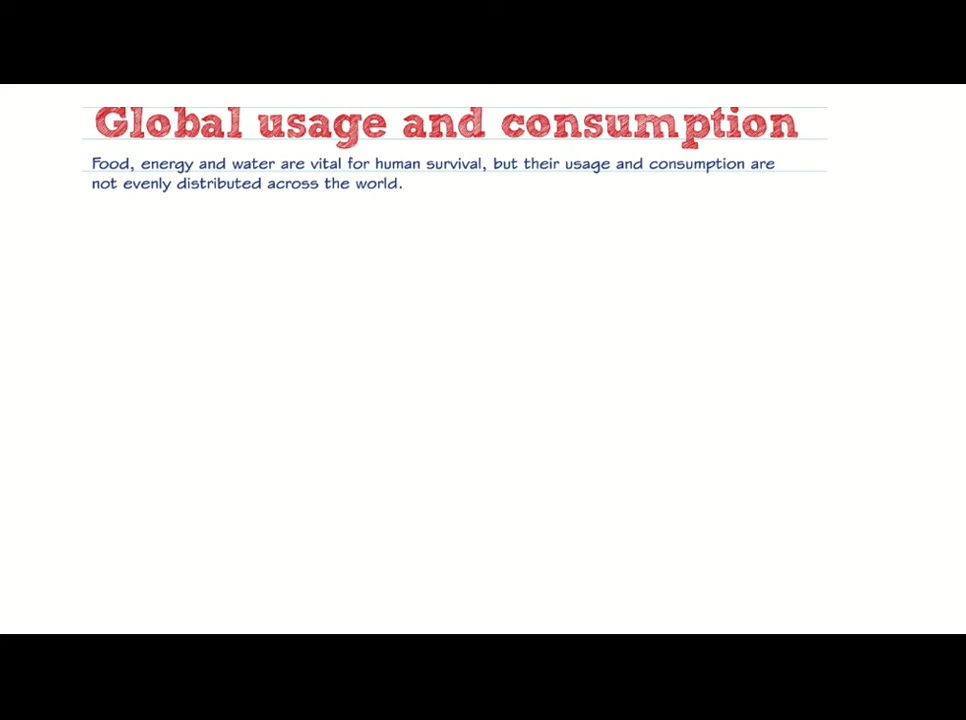 Global usage and consumption
Food, energy and water are vital for human survival, but their usage and consumption are
not evenly distributed across the world.